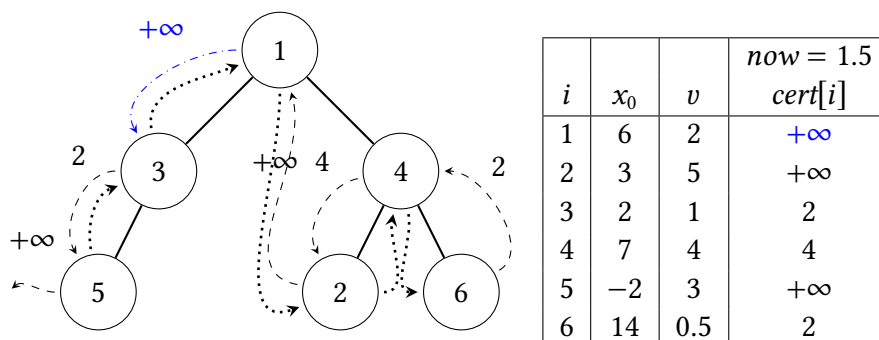 +∞
1
2
3
+∞
4
4
2
+∞
5
2
6
now = 1.5
i x₀ v cert[i]
1 6 2 +∞
2 3 5 +∞
3 2 1 2
4 7 4 4
5 −2 3 +∞
6 14 0.5 2